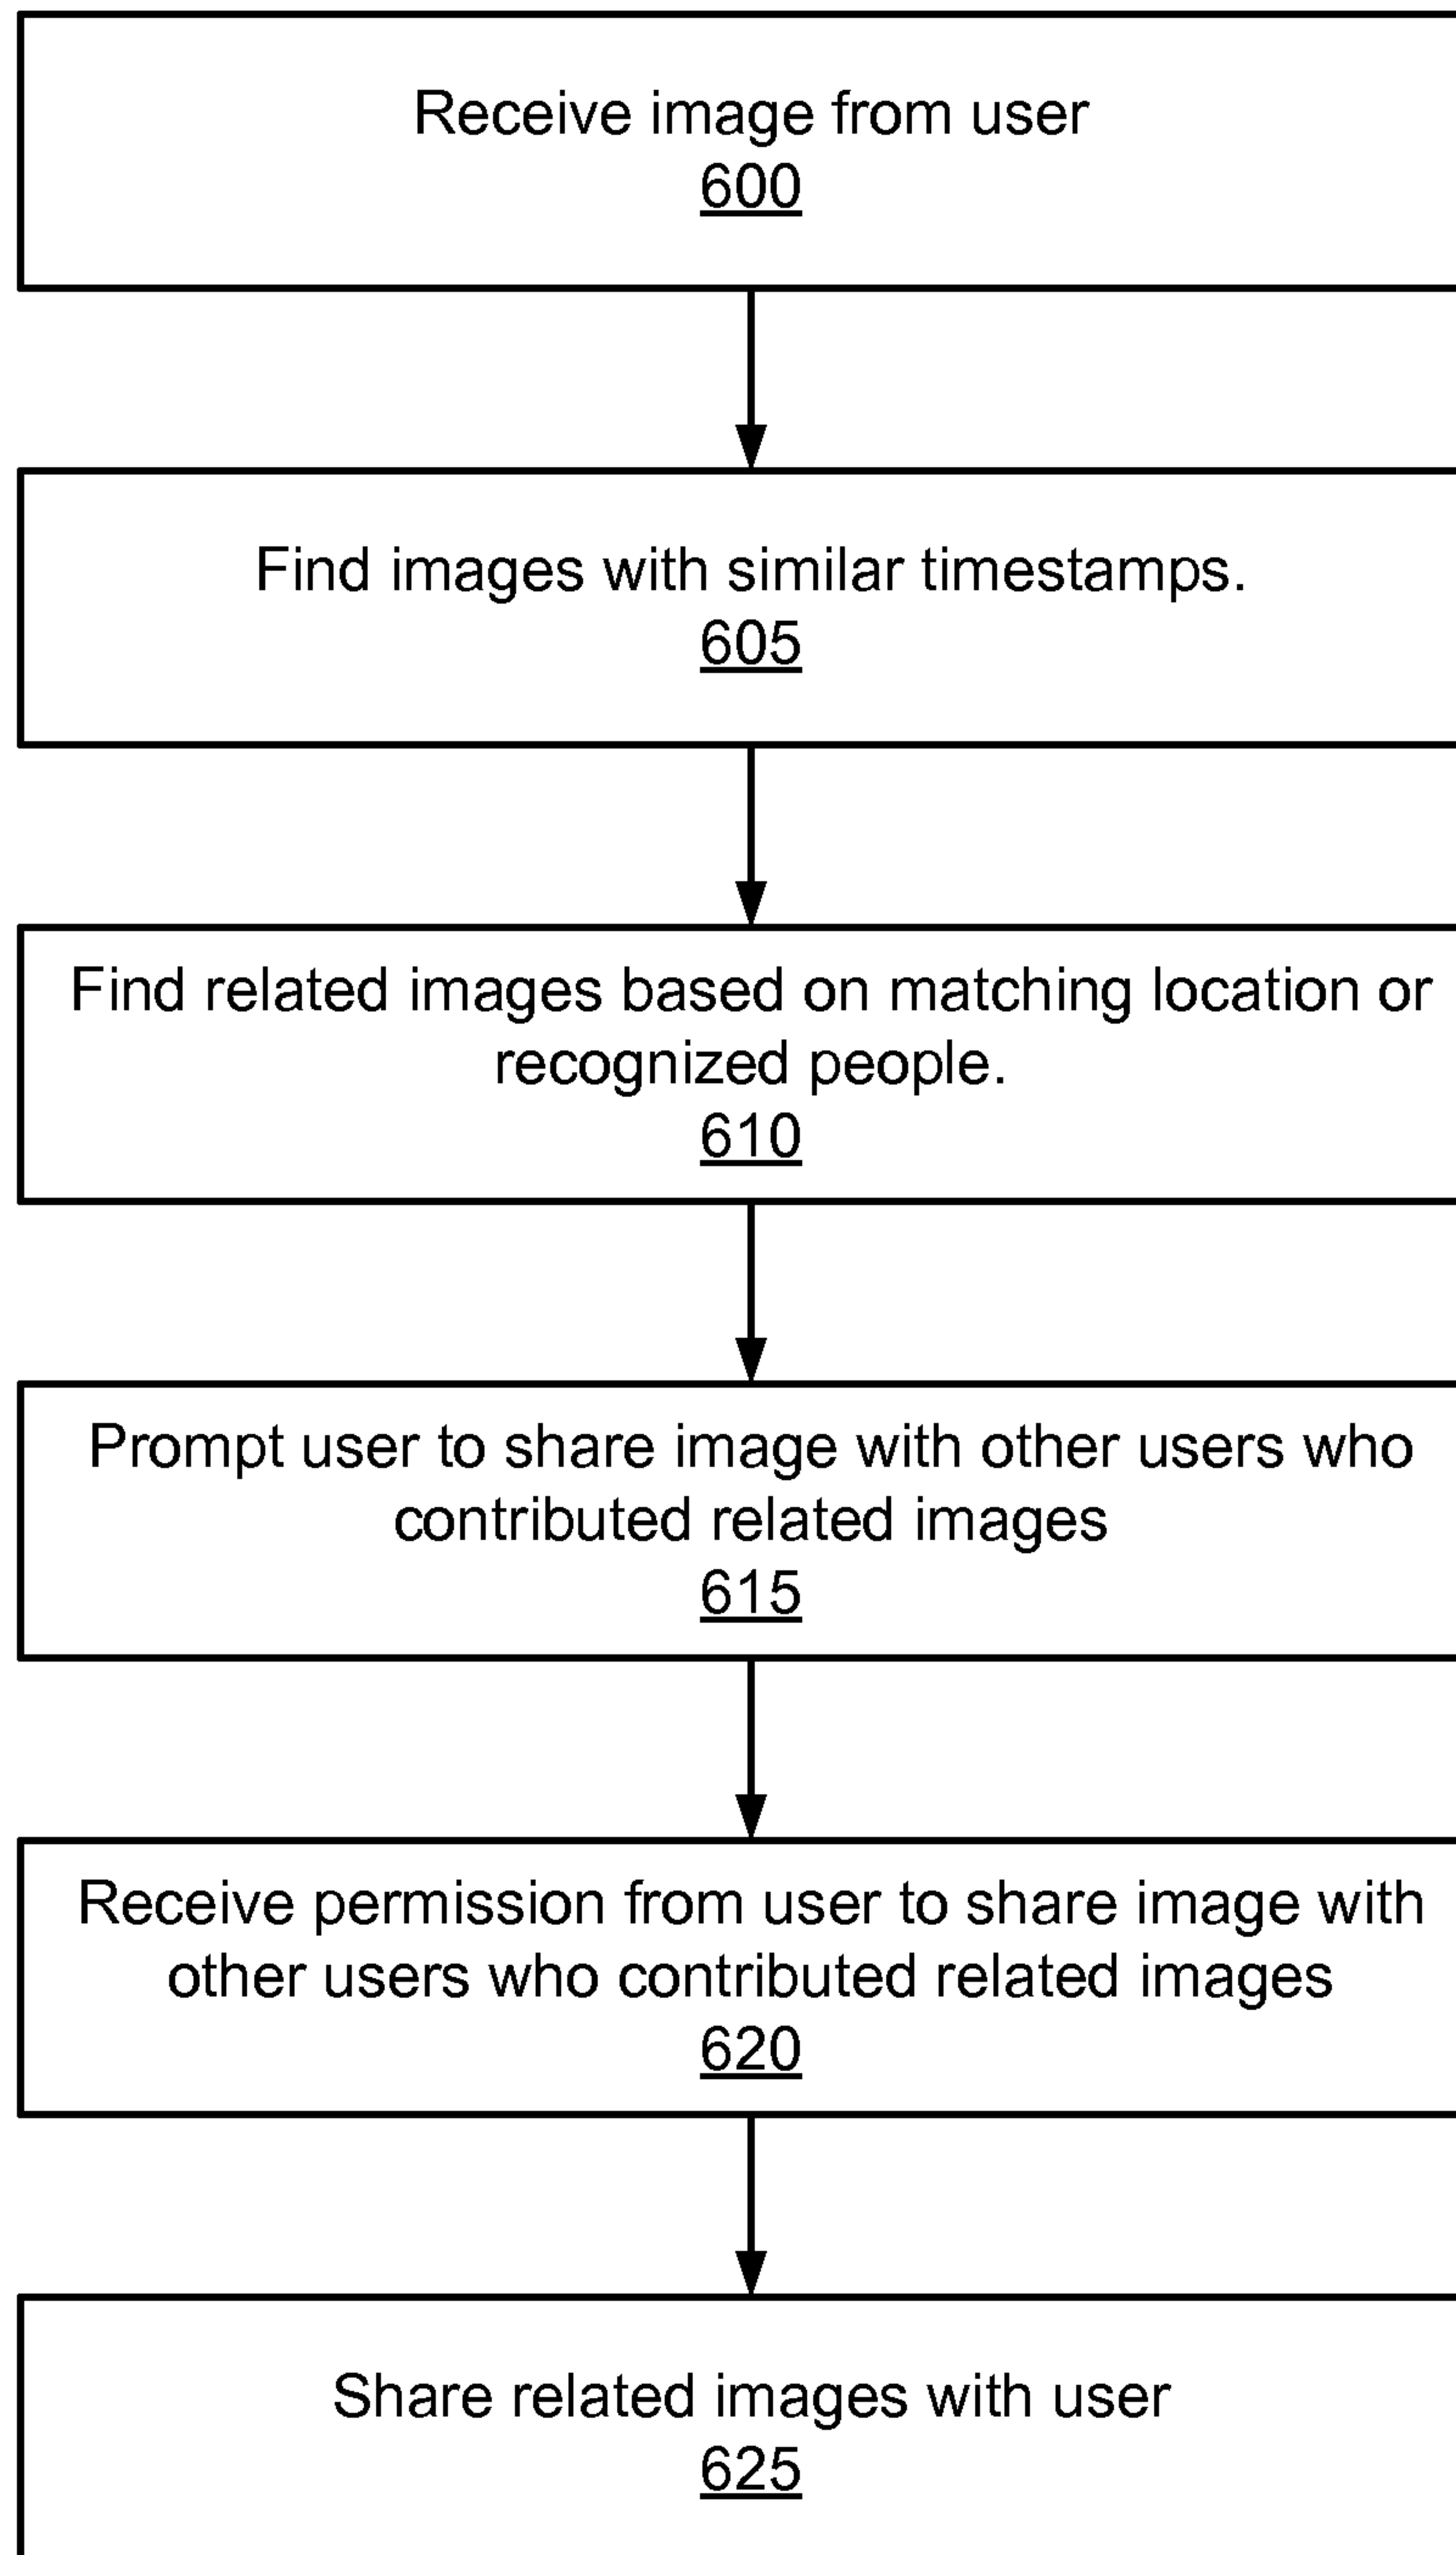 Receive image from user
600
Find images with similar timestamps.
605
Find related images based on matching location or
recognized people.
610
Prompt user to share image with other users who
contributed related images
615
Receive permission from user to share image with
other users who contributed related images
620
Share related images with user
625